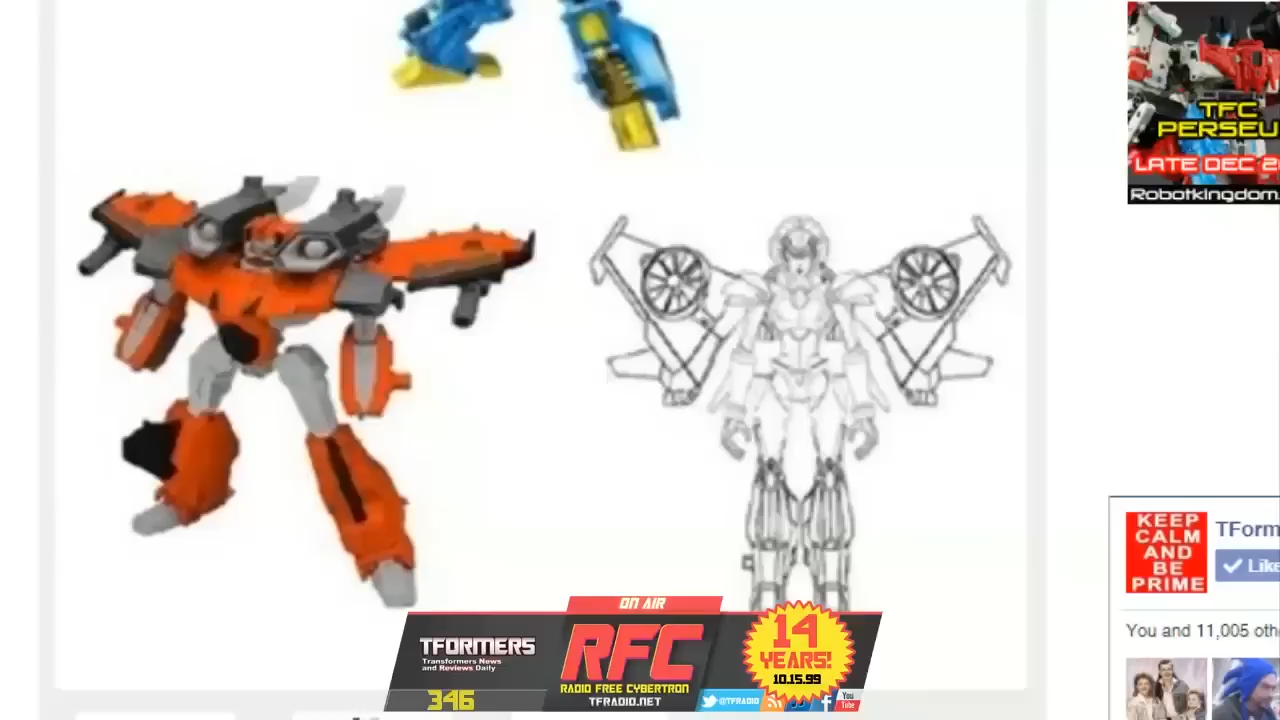 TFC
PERSEU
LATE DEC 2
Robotkingdom.
KEEP
CALM
AND
BE
PRIME
TForm
Like
You and 11,005 oth
ON AIR
TFORMERS
Transformers News
and Reviews Daily
346
RFC
RADIO FREE CYBERTRON
TFRADIO.NET
14
YEARS!
10.15.99
@TFRADIO
f
You
Tube